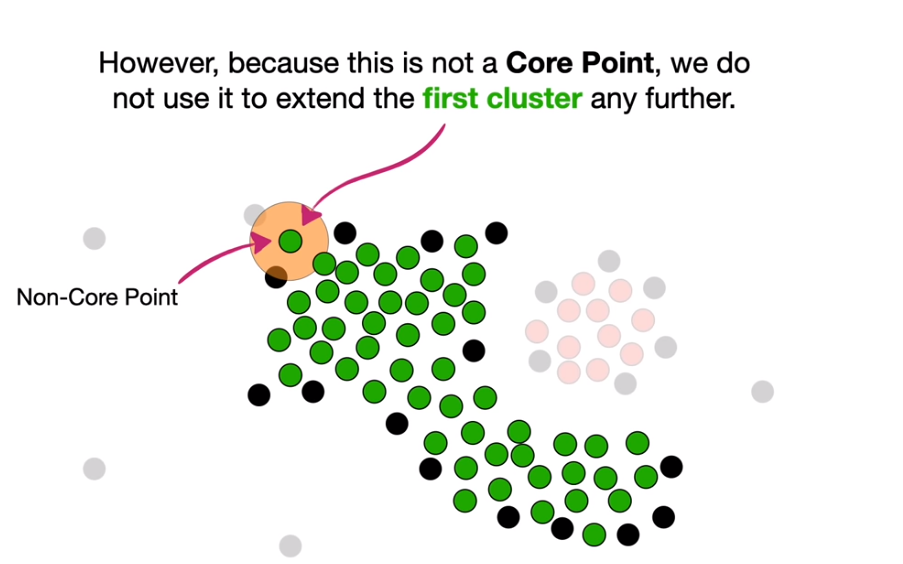 However, because this is not a Core Point, we do
not use it to extend the first cluster any further.
Non-Core Point